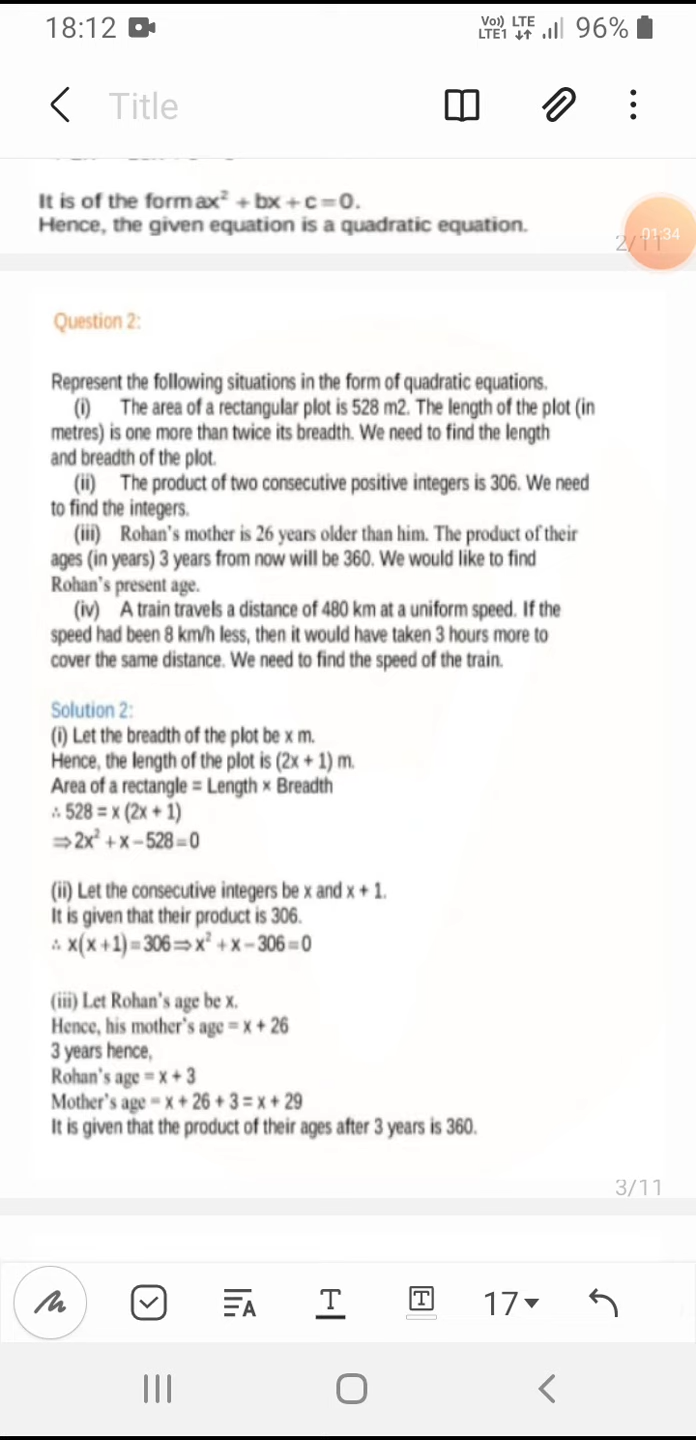 18:12
Vo)) LTE
LTE1
96%
Title
It is of the form ax² + bx + c = 0.
Hence, the given equation is a quadratic equation.
01:34
2/11
Question 2:
Represent the following situations in the form of quadratic equations.
(i) The area of a rectangular plot is 528 m2. The length of the plot (in
metres) is one more than twice its breadth. We need to find the length
and breadth of the plot.
(ii) The product of two consecutive positive integers is 306. We need
to find the integers.
(iii) Rohan's mother is 26 years older than him. The product of their
ages (in years) 3 years from now will be 360. We would like to find
Rohan's present age.
(iv) A train travels a distance of 480 km at a uniform speed. If the
speed had been 8 km/h less, then it would have taken 3 hours more to
cover the same distance. We need to find the speed of the train.
Solution 2:
(i) Let the breadth of the plot be x m.
Hence, the length of the plot is (2x + 1) m.
Area of a rectangle = Length × Breadth
∴ 528 = x (2x + 1)
⇒ 2x² + x – 528 = 0
(ii) Let the consecutive integers be x and x + 1.
It is given that their product is 306.
∴ x(x + 1) = 306 ⇒ x² + x – 306 = 0
(iii) Let Rohan's age be x.
Hence, his mother's age = x + 26
3 years hence,
Rohan's age = x + 3
Mother's age = x + 26 + 3 = x + 29
It is given that the product of their ages after 3 years is 360.
3/11
17